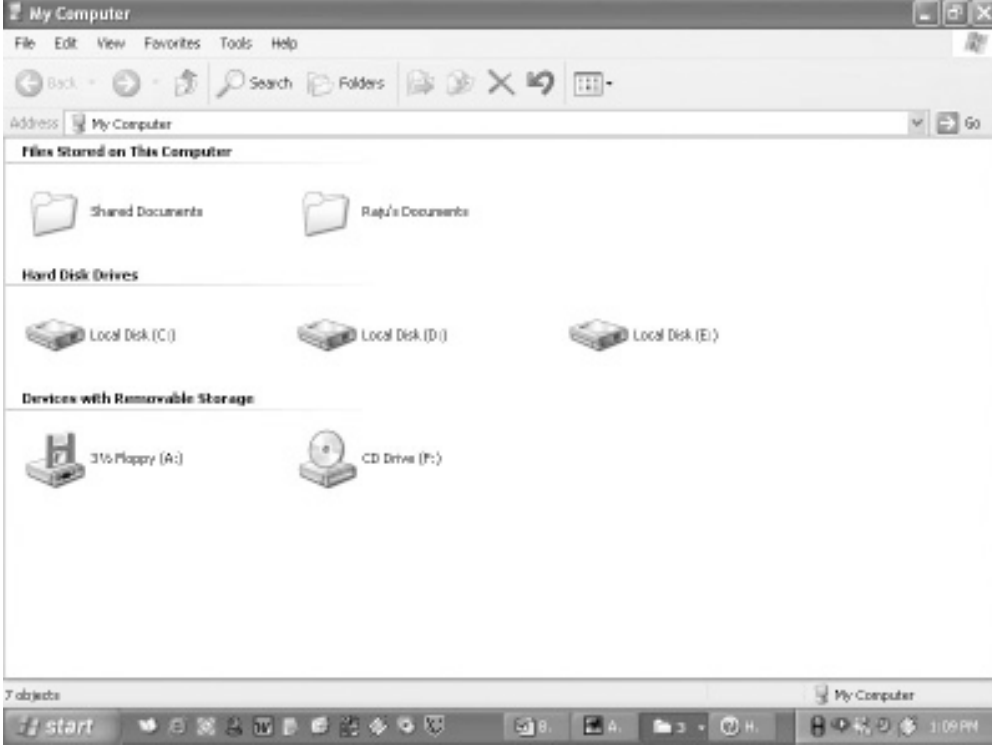 My Computer
File Edit View Favorites Tools Help
Back Search Folders
Address My Computer Go
Files Stored on This Computer
Shared Documents Raju's Documents
Hard Disk Drives
Local Disk (C:) Local Disk (D:) Local Disk (E:)
Devices with Removable Storage
3½ Floppy (A:) CD Drive (F:)
7 objects My Computer
start B. A. 3 H. 1:09 PM